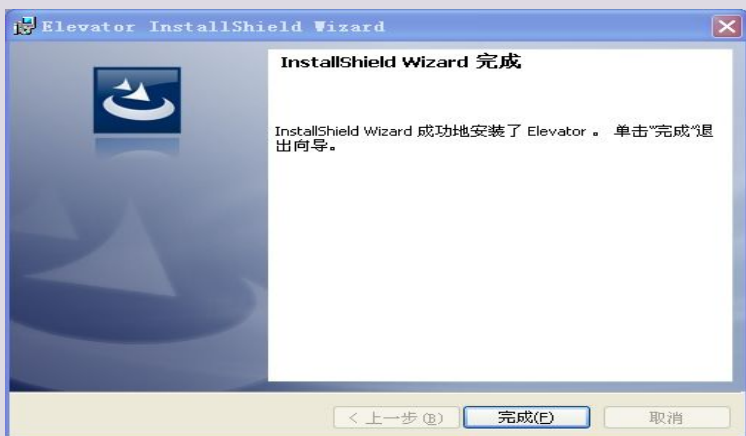 Elevator InstallShield Wizard
InstallShield Wizard 完成
InstallShield Wizard 成功地安装了 Elevator 。 单击“完成”退
出向导。
< 上一步(B)
完成(F)
取消